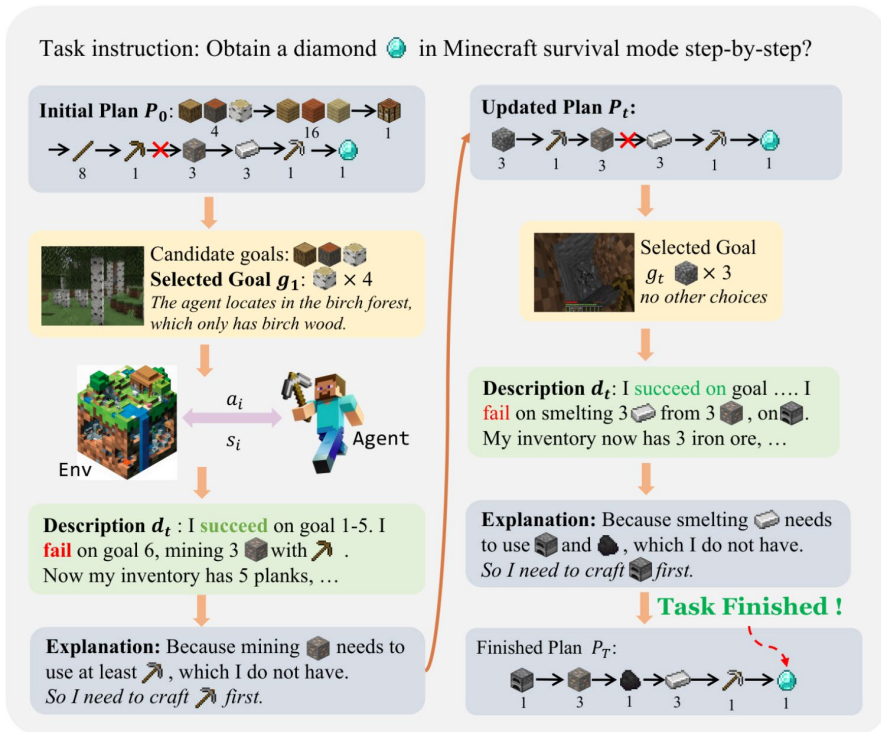 Task instruction: Obtain a diamond in Minecraft survival mode step-by-step?
Initial Plan P₀:
4 16 1
8 1 3 3 1 1
Candidate goals:
Selected Goal g₁: × 4
The agent locates in the birch forest,
which only has birch wood.
aᵢ
sᵢ
Env
Agent
Description dₜ : I succeed on goal 1-5. I
fail on goal 6, mining 3 with .
Now my inventory has 5 planks, …
Explanation: Because mining needs to
use at least , which I do not have.
So I need to craft first.
Updated Plan Pₜ:
3 1 3 3 1 1
Selected Goal
gₜ × 3
no other choices
Description dₜ: I succeed on goal …. I
fail on smelting 3 from 3 , on .
My inventory now has 3 iron ore, …
Explanation: Because smelting needs
to use and , which I do not have.
So I need to craft first.
Task Finished !
Finished Plan P_T:
1 3 1 3 1 1